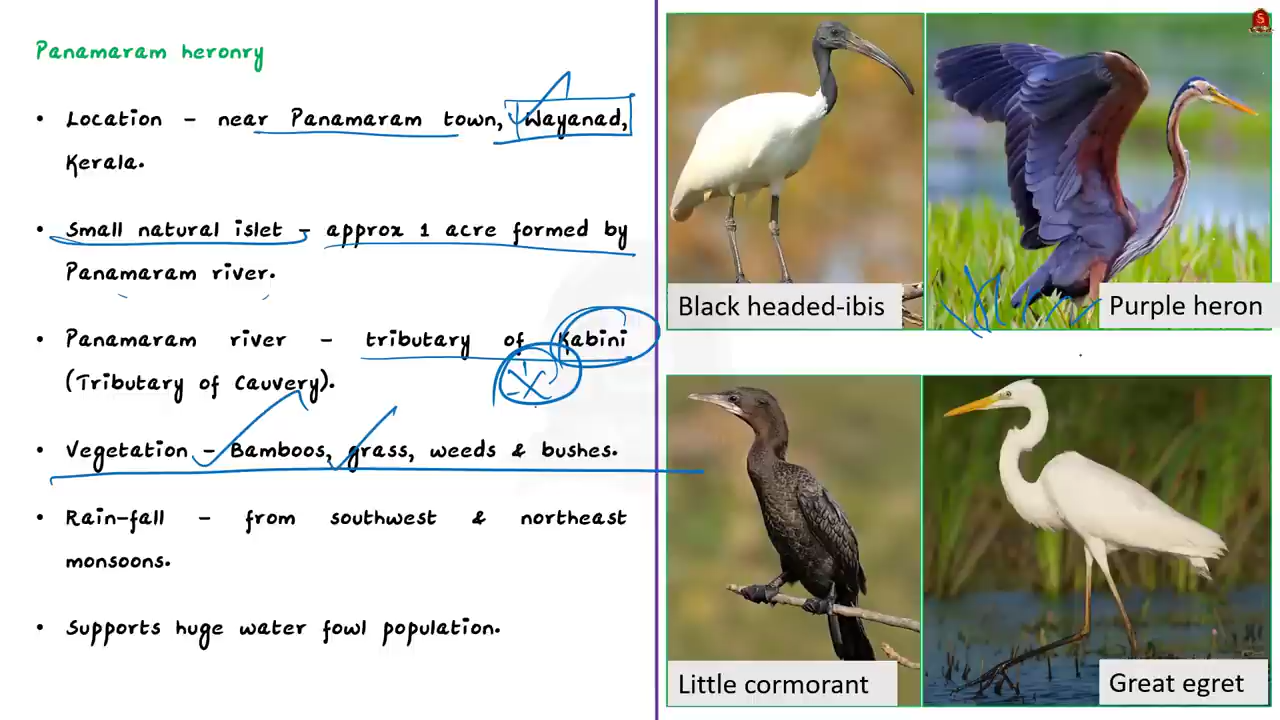 Panamaram heronry
• Location - near Panamaram town, Wayanad,
Kerala.
• Small natural islet - approx 1 acre formed by
Panamaram river.
• Panamaram river - tributary of Kabini
(Tributary of Cauvery).
• Vegetation - Bamboos, grass, weeds & bushes.
• Rain-fall - from southwest & northeast
monsoons.
• Supports huge water fowl population.
Black headed-ibis
Purple heron
Little cormorant
Great egret